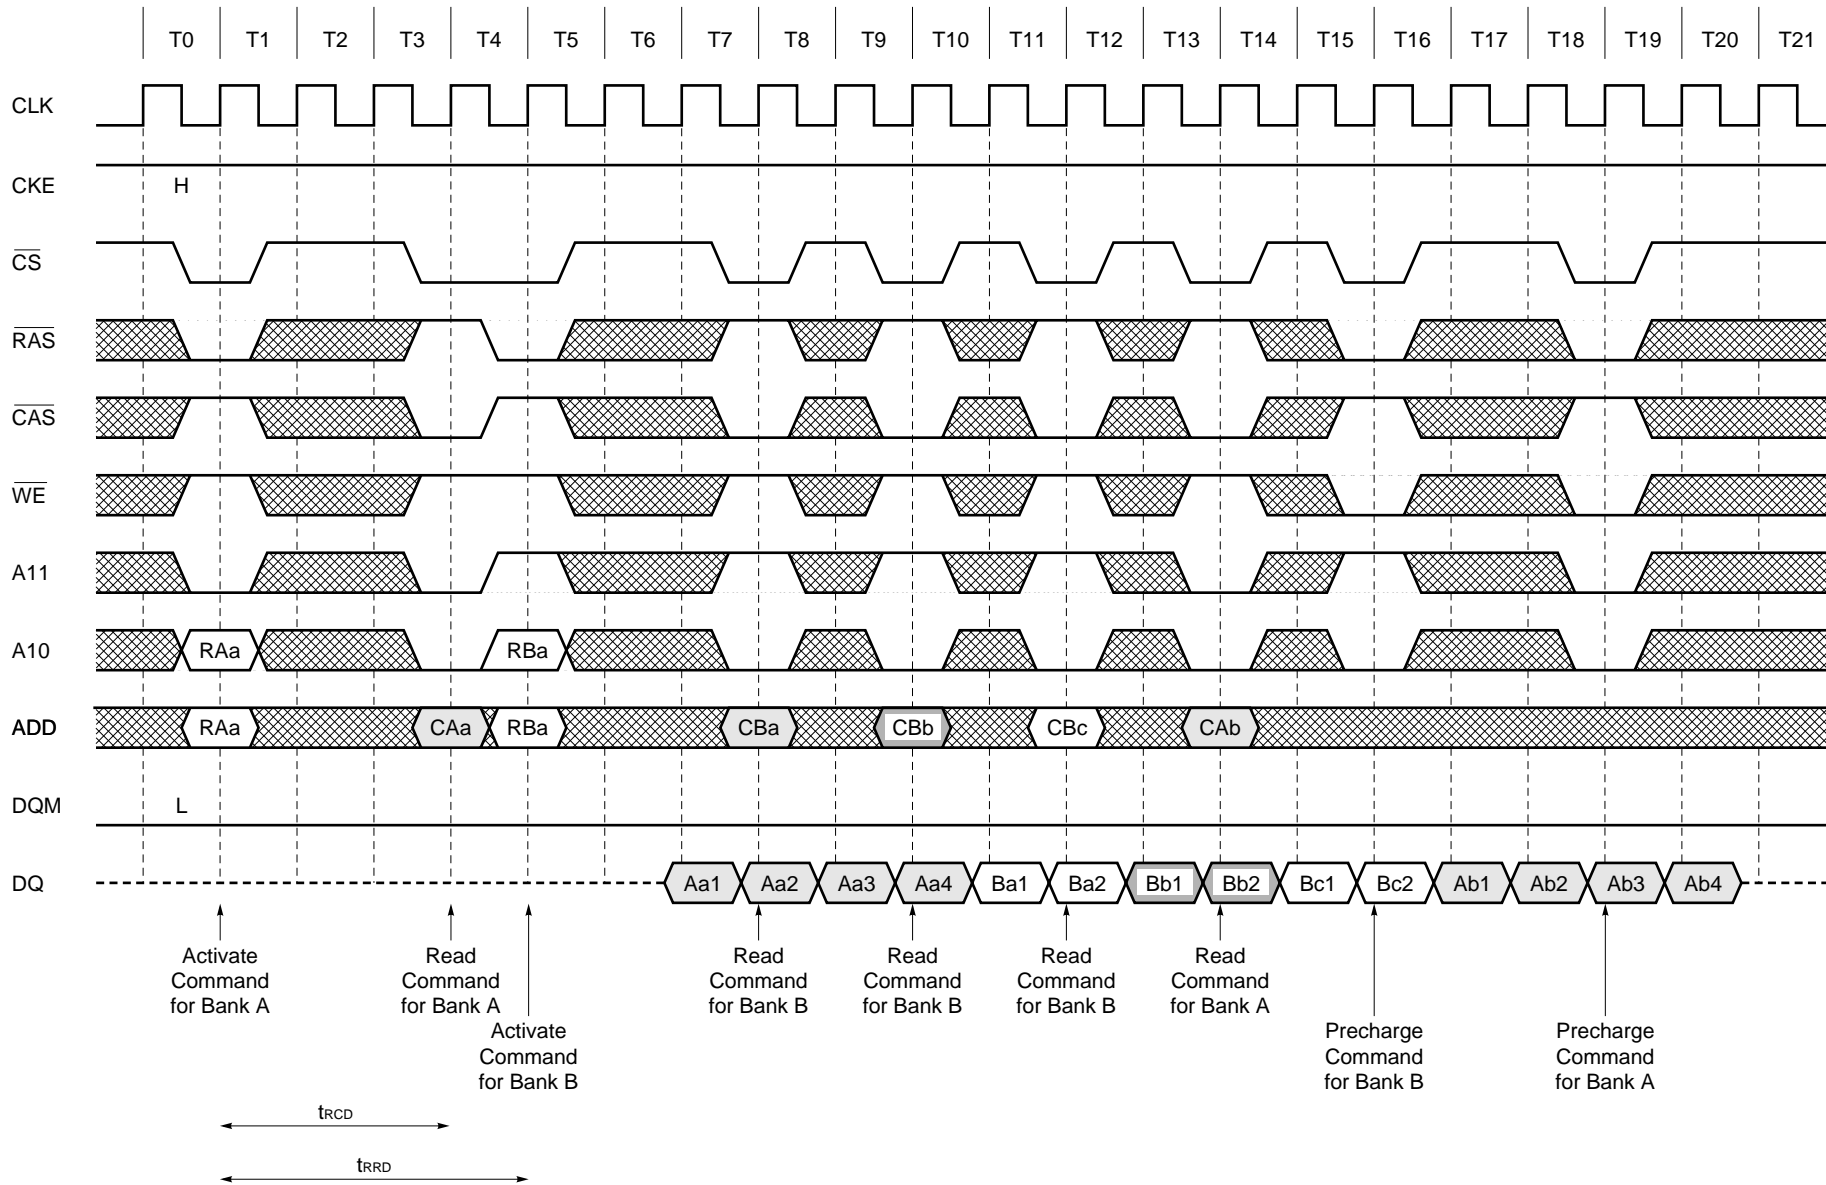 T0 T1 T2 T3 T4 T5 T6 T7 T8 T9 T10 T11 T12 T13 T14 T15 T16 T17 T18 T19 T20 T21
CLK
CKE H
CS
RAS
CAS
WE
A11
A10 RAa RBa
ADD RAa CAa RBa CBa CBb CBc CAb
DQM L
DQ Aa1 Aa2 Aa3 Aa4 Ba1 Ba2 Bb1 Bb2 Bc1 Bc2 Ab1 Ab2 Ab3 Ab4
Activate
Command
for Bank A
Read
Command
for Bank A
Activate
Command
for Bank B
Read
Command
for Bank B
Read
Command
for Bank B
Read
Command
for Bank B
Read
Command
for Bank A
Precharge
Command
for Bank B
Precharge
Command
for Bank A
tRCD
tRRD